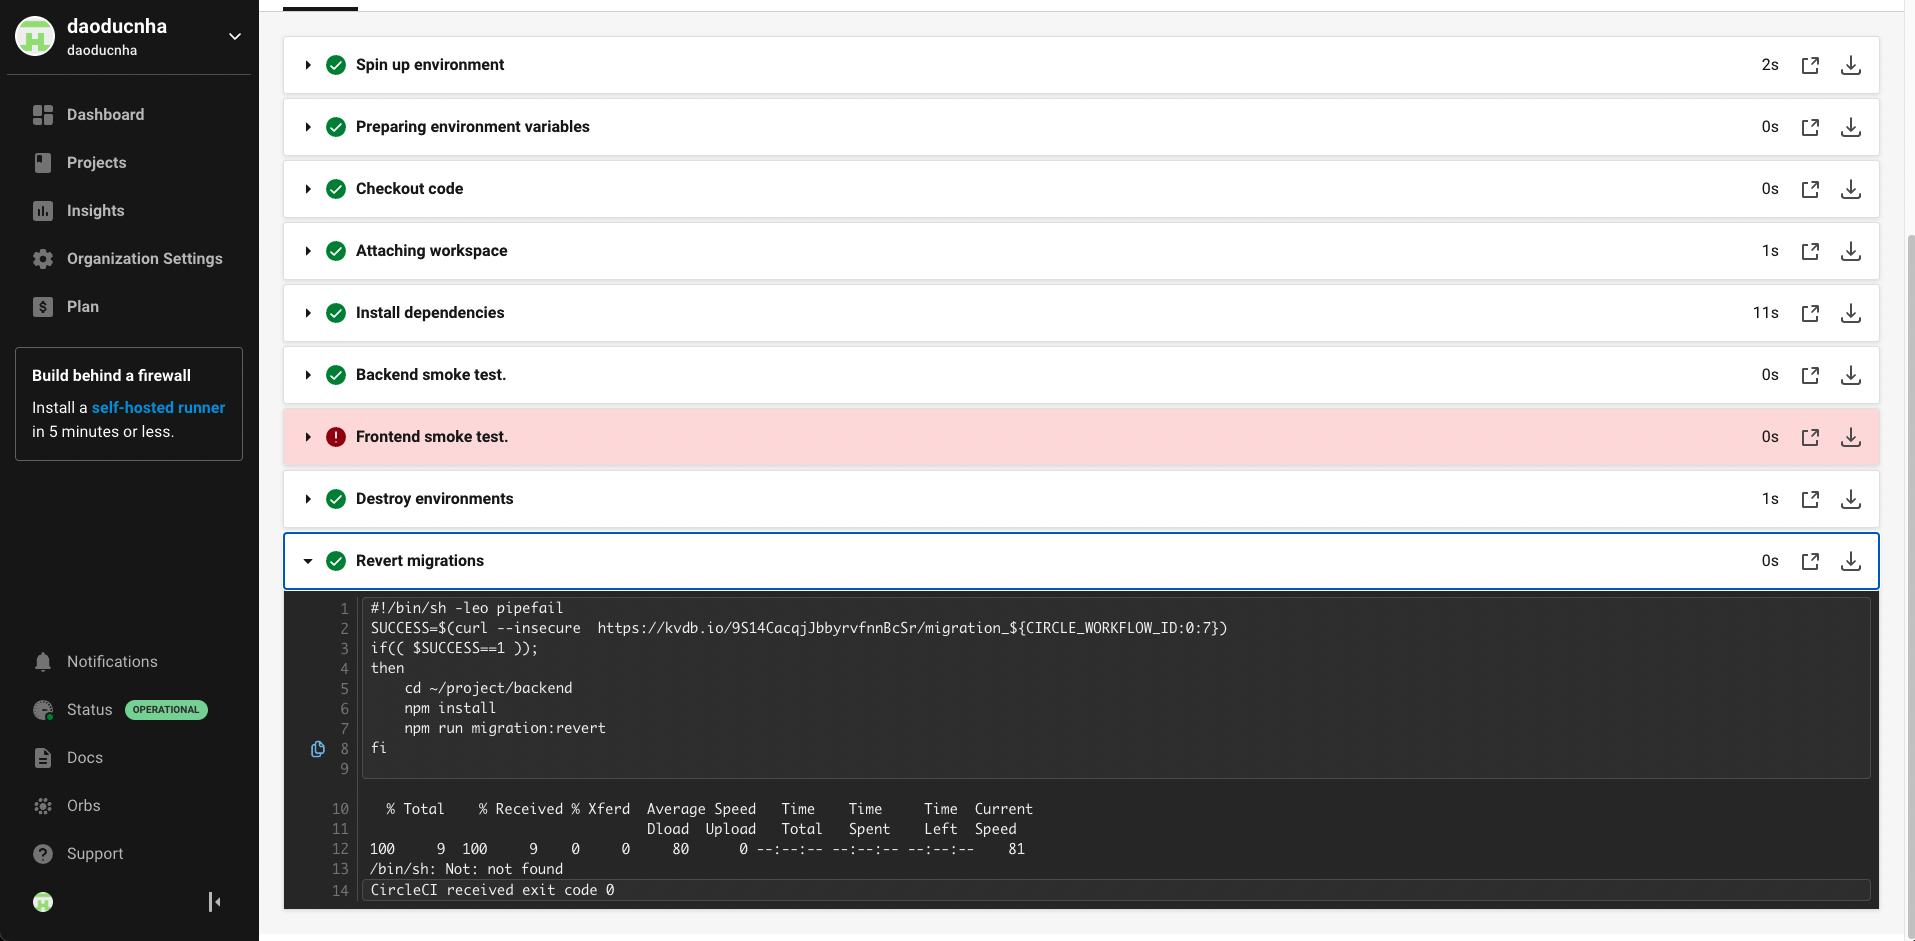 daoducnha
daoducnha
Dashboard
Projects
Insights
Organization Settings
Plan
Build behind a firewall
Install a self-hosted runner
in 5 minutes or less.
Notifications
Status OPERATIONAL
Docs
Orbs
Support
Spin up environment 2s
Preparing environment variables 0s
Checkout code 0s
Attaching workspace 1s
Install dependencies 11s
Backend smoke test. 0s
Frontend smoke test. 0s
Destroy environments 1s
Revert migrations 0s
1 #!/bin/sh -leo pipefail
2 SUCCESS=$(curl --insecure  https://kvdb.io/9S14CacqjJbbyrvfnnBcSr/migration_${CIRCLE_WORKFLOW_ID:0:7})
3 if(( $SUCCESS==1 ));
4 then
5     cd ~/project/backend
6     npm install
7     npm run migration:revert
8 fi
9
10   % Total    % Received % Xferd  Average Speed   Time    Time     Time  Current
11                                  Dload  Upload   Total   Spent    Left  Speed
12 100     9  100     9    0     0     80      0 --:--:-- --:--:-- --:--:--    81
13 /bin/sh: Not: not found
14 CircleCI received exit code 0